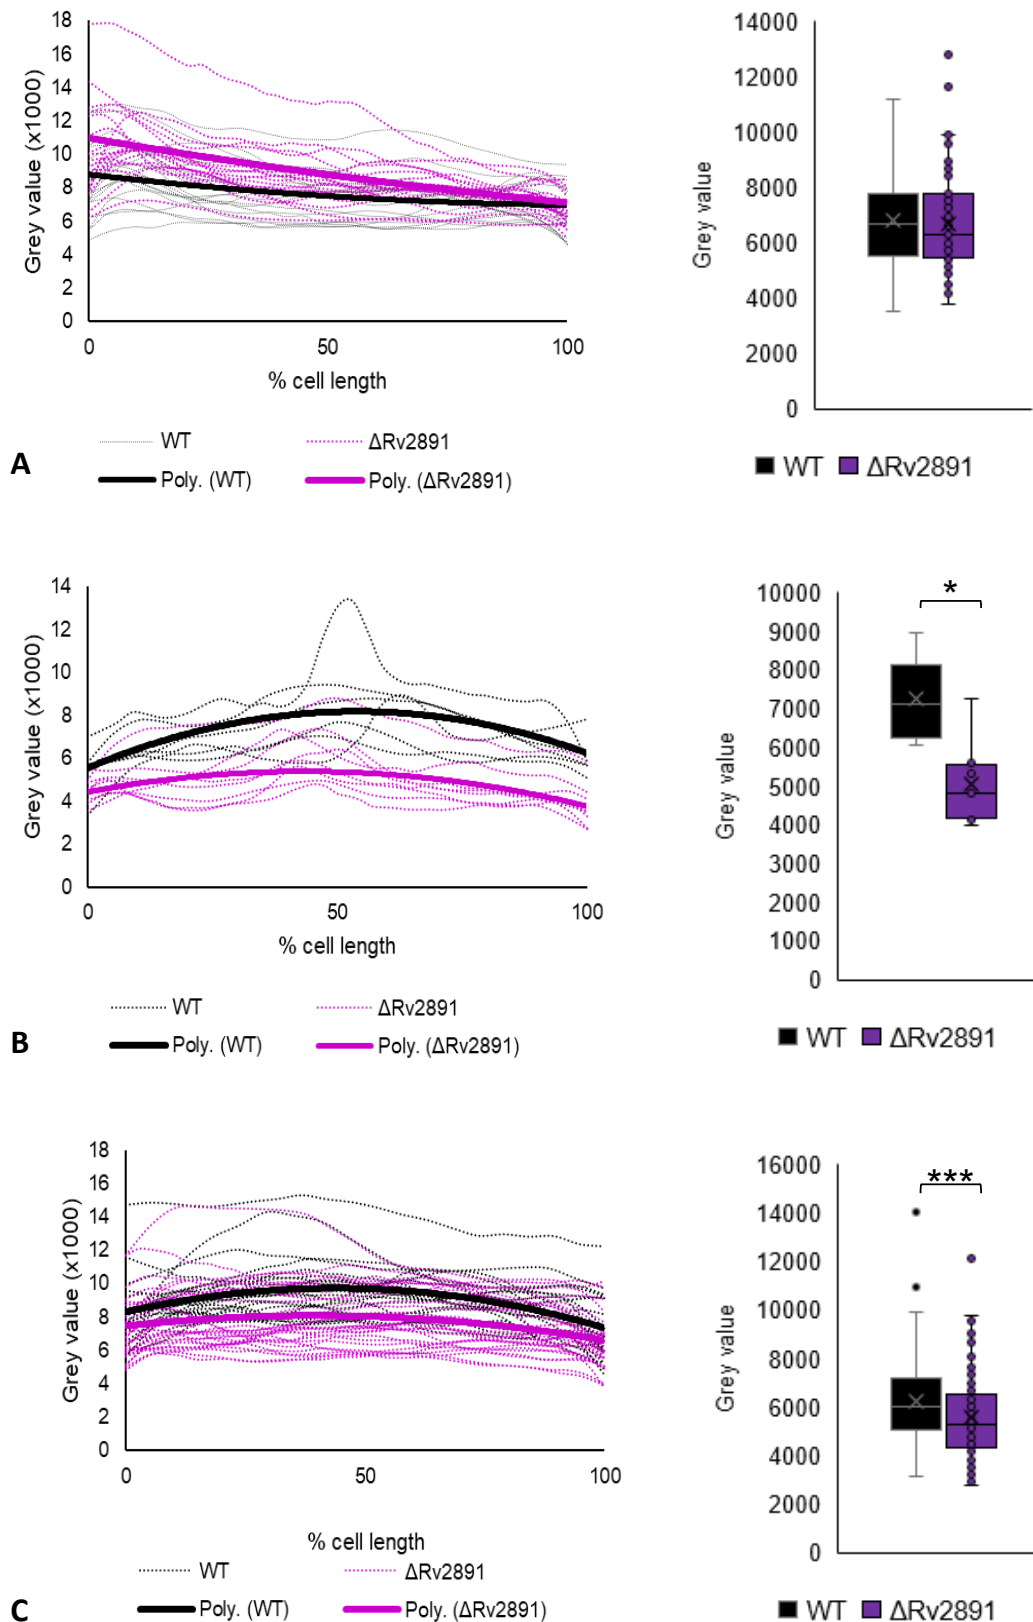 18
16
14
12
10
8
6
4
2
0
Grey value (x1000)
0
50
100
% cell length
WT
ΔRv2891
Poly. (WT)
Poly. (ΔRv2891)
A
14000
12000
10000
8000
6000
4000
2000
0
Grey value
WT ΔRv2891
14
12
10
8
6
4
2
0
Grey value (x1000)
0
50
100
% cell length
WT
ΔRv2891
Poly. (WT)
Poly. (ΔRv2891)
B
10000
9000
8000
7000
6000
5000
4000
3000
2000
1000
0
Grey value
*
WT ΔRv2891
18
16
14
12
10
8
6
4
2
0
Grey value (x1000)
0
50
100
% cell length
WT
ΔRv2891
Poly. (WT)
Poly. (ΔRv2891)
C
16000
14000
12000
10000
8000
6000
4000
2000
0
Grey value
***
WT ΔRv2891